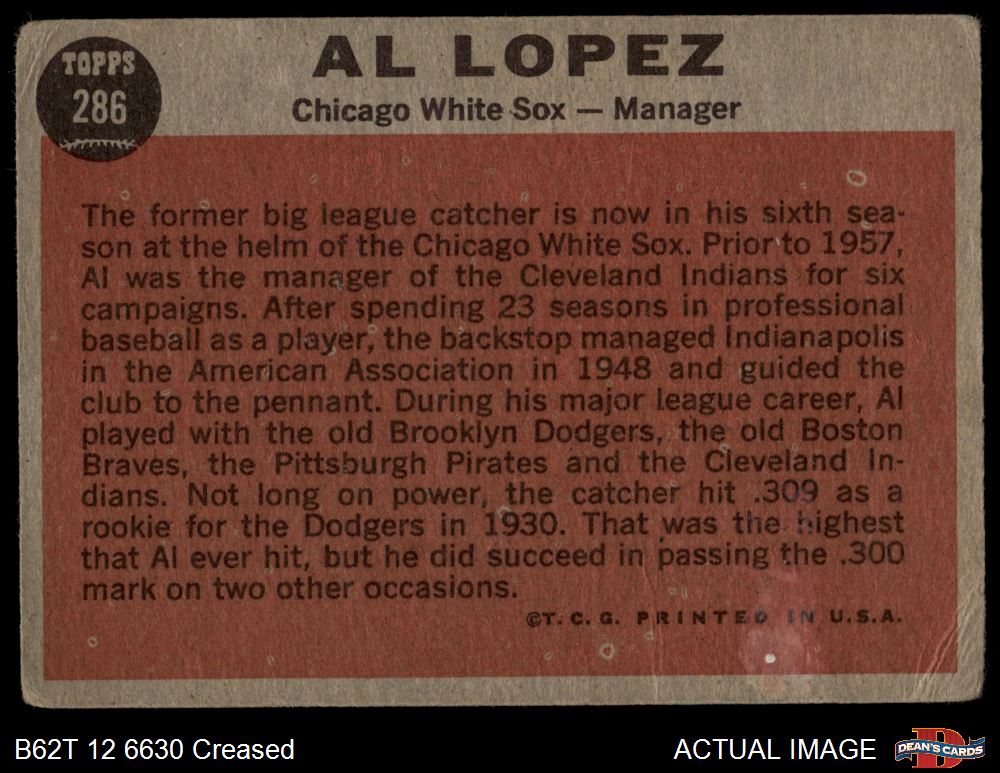 TOPPS
286
AL LOPEZ
Chicago White Sox — Manager
The former big league catcher is now in his sixth sea-
son at the helm of the Chicago White Sox. Prior to 1957,
Al was the manager of the Cleveland Indians for six
campaigns. After spending 23 seasons in professional
baseball as a player, the backstop managed Indianapolis
in the American Association in 1948 and guided the
club to the pennant. During his major league career, Al
played with the old Brooklyn Dodgers, the old Boston
Braves, the Pittsburgh Pirates and the Cleveland In-
dians. Not long on power, the catcher hit .309 as a
rookie for the Dodgers in 1930. That was the highest
that Al ever hit, but he did succeed in passing the .300
mark on two other occasions.
©T. C. G. PRINTED IN U.S.A.
B62T 12 6630 Creased
ACTUAL IMAGE
DEAN'S CARDS